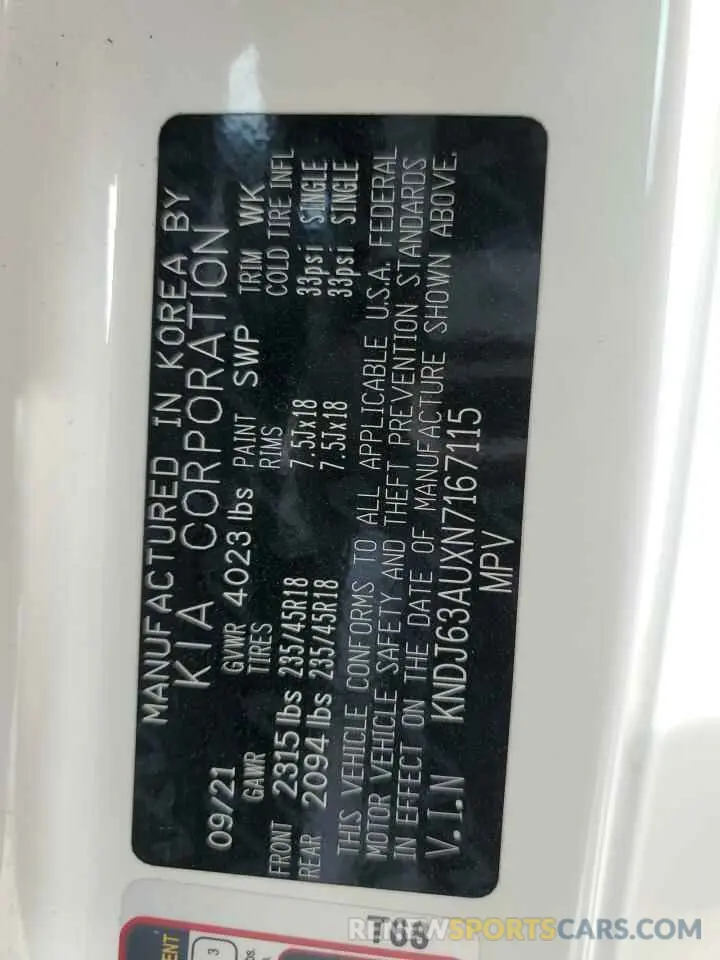 MANUFACTURED IN KOREA BY
KIA CORPORATION
09/21 GVWR 4023 lbs PAINT SWP TRIM WK
GAWR TIRES RIMS COLD TIRE INFL
FRONT 2315 lbs 235/45R18 7.5Jx18 33psi SINGLE
REAR 2094 lbs 235/45R18 7.5Jx18 33psi SINGLE
THIS VEHICLE CONFORMS TO ALL APPLICABLE U.S.A. FEDERAL
MOTOR VEHICLE SAFETY AND THEFT PREVENTION STANDARDS
IN EFFECT ON THE DATE OF MANUFACTURE SHOWN ABOVE.
V.I.N KNDJ63AUXN7167115
MPV
3
RENEWSPORTSCARS.COM